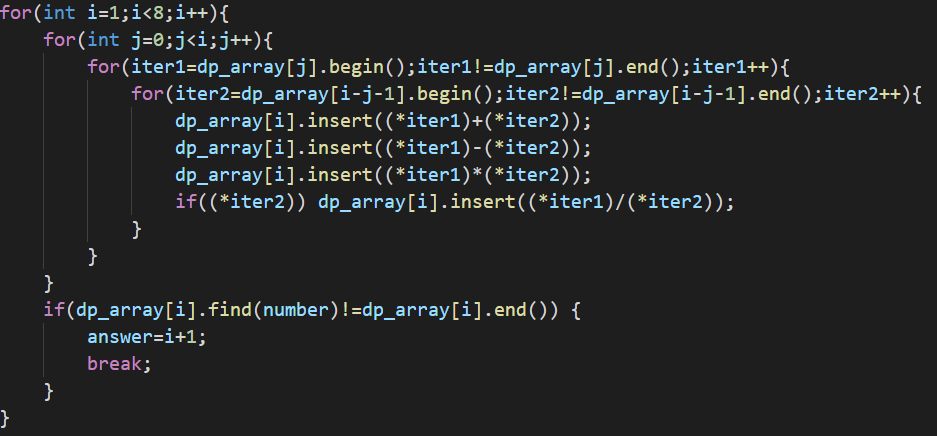 for(int i=1;i<8;i++){
    for(int j=0;j<i;j++){
        for(iter1=dp_array[j].begin();iter1!=dp_array[j].end();iter1++){
            for(iter2=dp_array[i-j-1].begin();iter2!=dp_array[i-j-1].end();iter2++){
                dp_array[i].insert((*iter1)+(*iter2));
                dp_array[i].insert((*iter1)-(*iter2));
                dp_array[i].insert((*iter1)*(*iter2));
                if((*iter2)) dp_array[i].insert((*iter1)/(*iter2));
            }
        }
    }
    if(dp_array[i].find(number)!=dp_array[i].end()) {
        answer=i+1;
        break;
    }
}